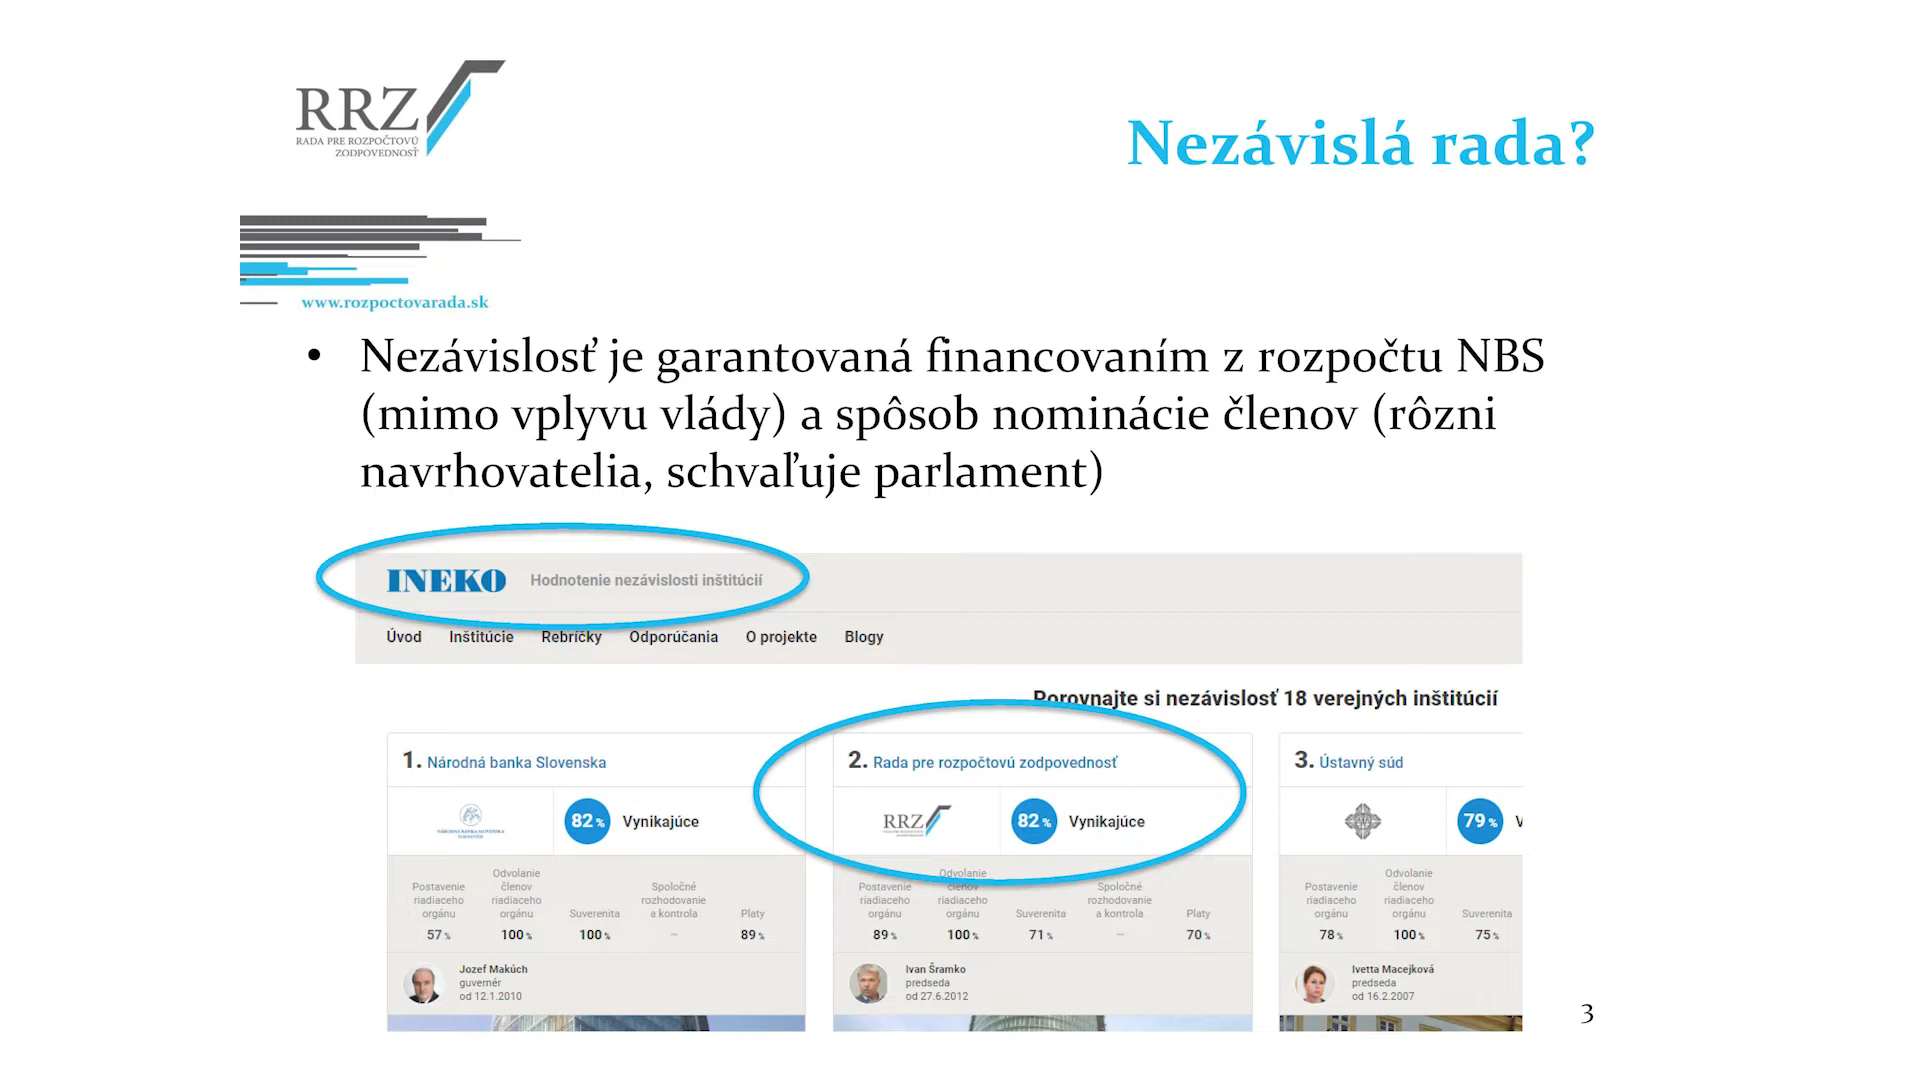 RRZ
RADA PRE ROZPOČTOVÚ
ZODPOVEDNOSŤ
Nezávislá rada?
www.rozpoctovarada.sk
• Nezávislosť je garantovaná financovaním z rozpočtu NBS
(mimo vplyvu vlády) a spôsob nominácie členov (rôzni
navrhovatelia, schvaľuje parlament)
INEKO Hodnotenie nezávislosti inštitúcií
Úvod Inštitúcie Rebríčky Odporúčania O projekte Blogy
Porovnajte si nezávislosť 18 verejných inštitúcií
1. Národná banka Slovenska
NÁRODNÁ BANKA SLOVENSKA
82 % Vynikajúce
Postavenie
riadiaceho
orgánu
57 %
Odvolanie
členov
riadiaceho
orgánu
100 %
Suverenita
100 %
Spoločné
rozhodovanie
a kontrola
–
Platy
89 %
Jozef Makúch
guvernér
od 12.1.2010
2. Rada pre rozpočtovú zodpovednosť
RRZ
82 % Vynikajúce
Postavenie
riadiaceho
orgánu
89 %
Odvolanie
členov
riadiaceho
orgánu
100 %
Suverenita
71 %
Spoločné
rozhodovanie
a kontrola
–
Platy
70 %
Ivan Šramko
predseda
od 27.6.2012
3. Ústavný súd
79 % V
Postavenie
riadiaceho
orgánu
78 %
Odvolanie
členov
riadiaceho
orgánu
100 %
Suverenita
75 %
Ivetta Macejková
predseda
od 16.2.2007
3